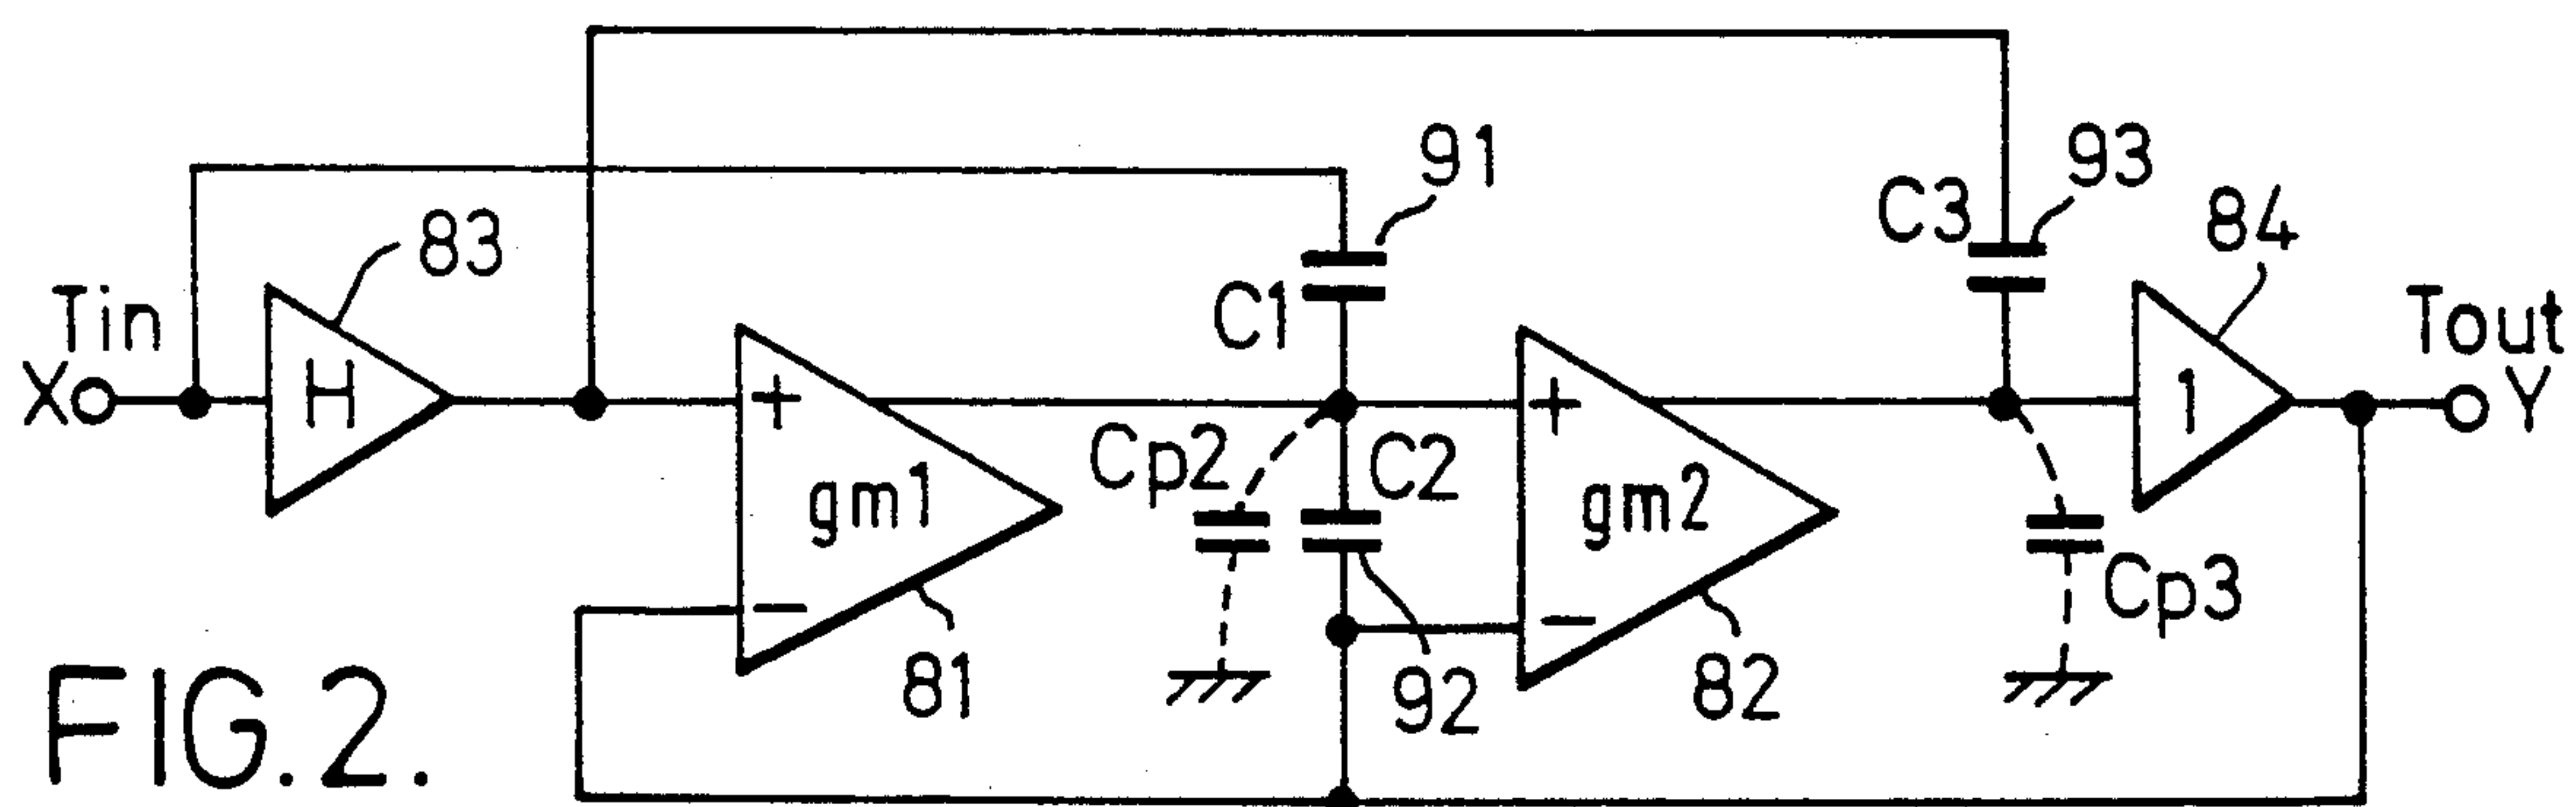 91
C3
93
84
83
Tin
C1
Tout
X
H
+
+
1
Y
Cp2
C2
gm1
gm2
Cp3
−
−
81
92
82
FIG.2.